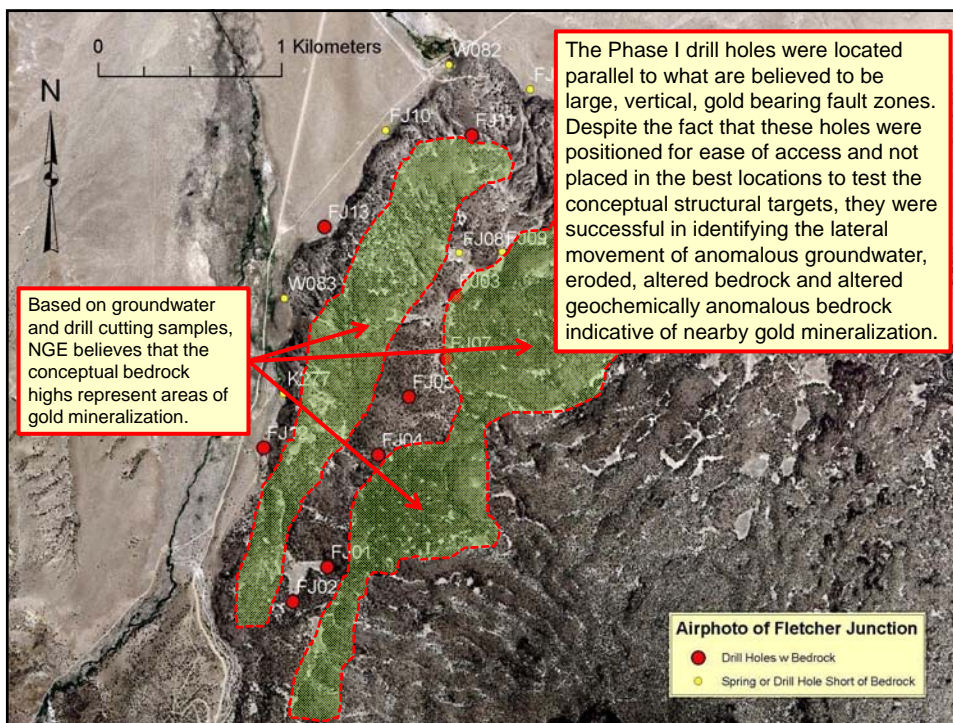 0
1 Kilometers
N
W082
FJ10
FJ11
The Phase I drill holes were located
parallel to what are believed to be
large, vertical, gold bearing fault zones.
Despite the fact that these holes were
positioned for ease of access and not
placed in the best locations to test the
conceptual structural targets, they were
successful in identifying the lateral
movement of anomalous groundwater,
eroded, altered bedrock and altered
geochemically anomalous bedrock
indicative of nearby gold mineralization.
FJ13
FJ08
FJ09
W083
FJ03
Based on groundwater
and drill cutting samples,
NGE believes that the
conceptual bedrock
highs represent areas of
gold mineralization.
FJ07
FJ05
FJ04
FJ01
FJ02
Airphoto of Fletcher Junction
Drill Holes w Bedrock
Spring or Drill Hole Short of Bedrock